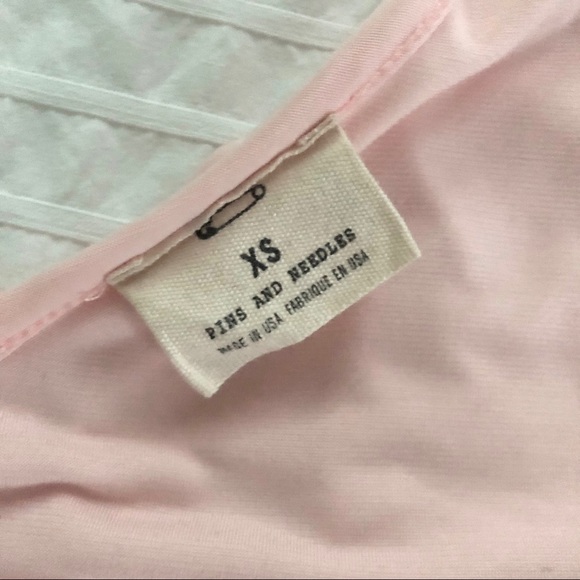 XS
PINS AND NEEDLES
MADE IN USA FABRIQUE EN USA